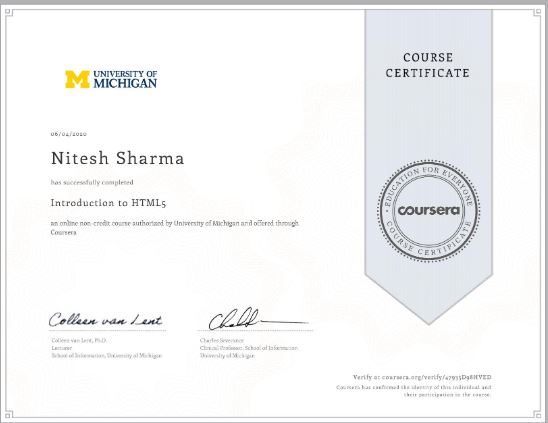 UNIVERSITY OF
MICHIGAN
COURSE
CERTIFICATE
06/04/2020
Nitesh Sharma
has successfully completed
Introduction to HTML5
an online non-credit course authorized by University of Michigan and offered through
Coursera
EDUCATION FOR EVERYONE
coursera
COURSE CERTIFICATE
Colleen van Lent
Colleen van Lent, Ph.D.
Lecturer
School of Information, University of Michigan
Charles Severance
Clinical Professor, School of Information
University of Michigan
Verify at coursera.org/verify/
Coursera has confirmed the identity of this individual and
their participation in the course.